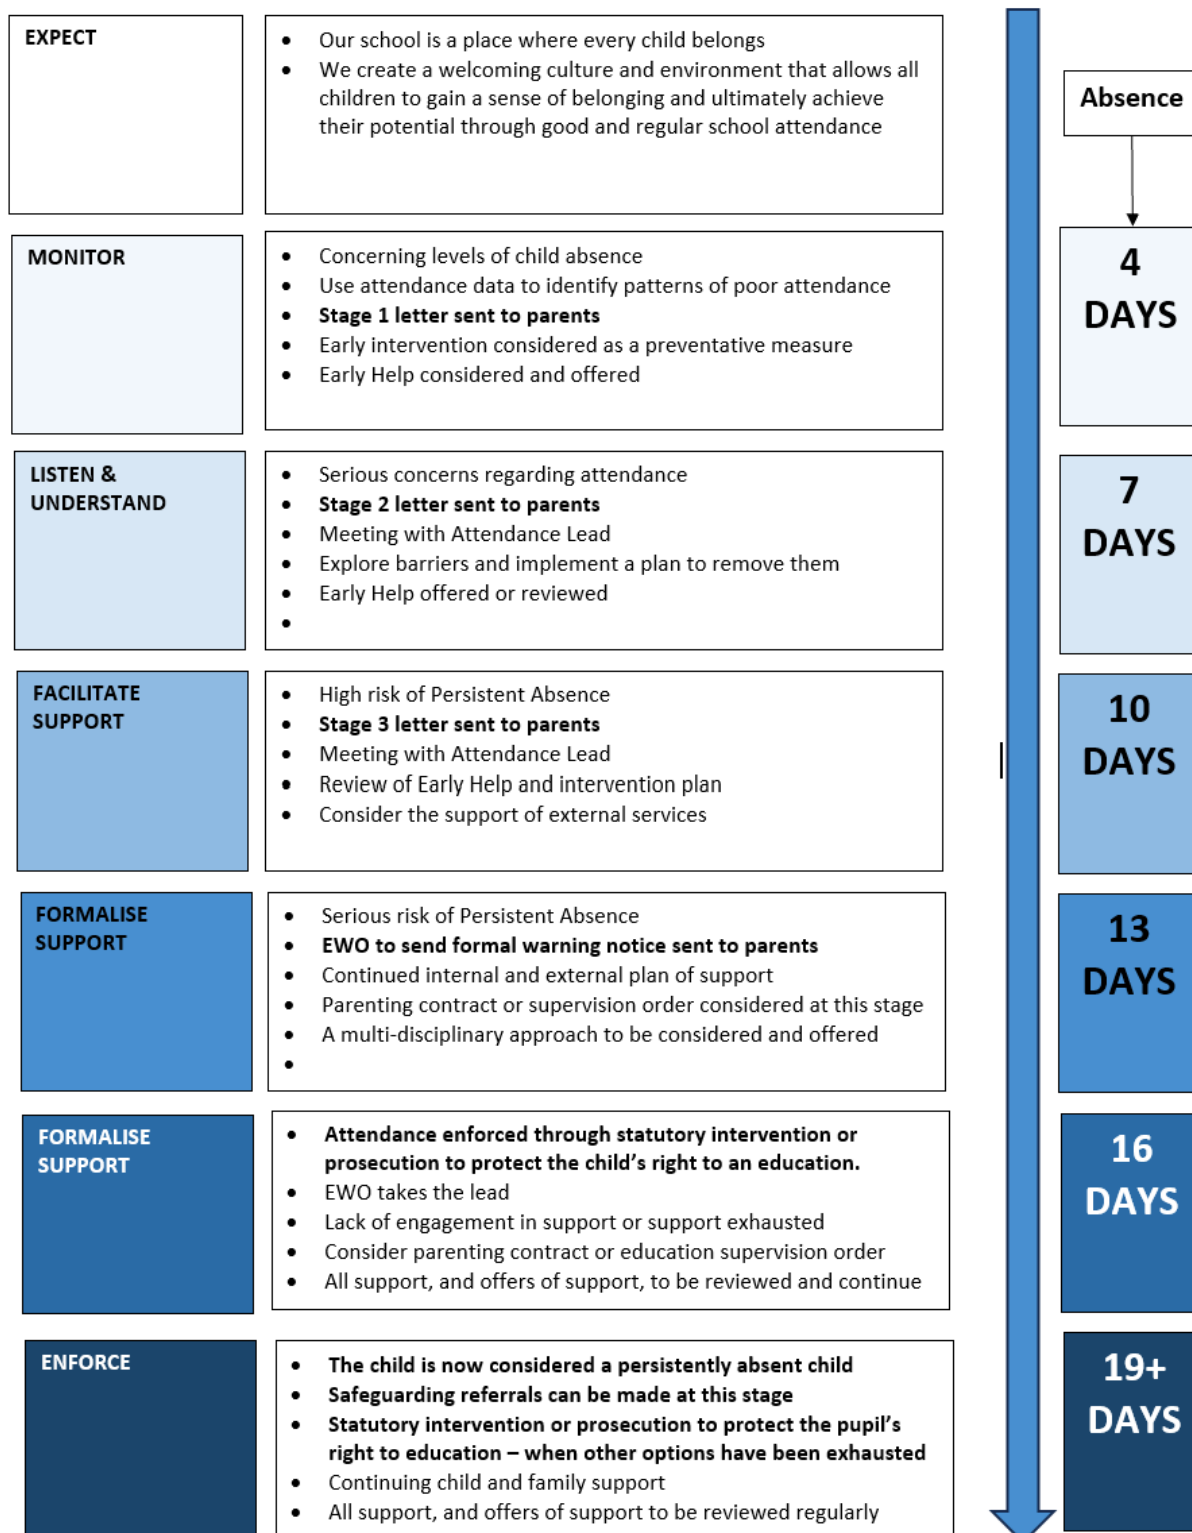 EXPECT
• Our school is a place where every child belongs
• We create a welcoming culture and environment that allows all
children to gain a sense of belonging and ultimately achieve
their potential through good and regular school attendance
Absence
MONITOR
• Concerning levels of child absence
• Use attendance data to identify patterns of poor attendance
• Stage 1 letter sent to parents
• Early intervention considered as a preventative measure
• Early Help considered and offered
4
DAYS
LISTEN &
UNDERSTAND
• Serious concerns regarding attendance
• Stage 2 letter sent to parents
• Meeting with Attendance Lead
• Explore barriers and implement a plan to remove them
• Early Help offered or reviewed
•
7
DAYS
FACILITATE
SUPPORT
• High risk of Persistent Absence
• Stage 3 letter sent to parents
• Meeting with Attendance Lead
• Review of Early Help and intervention plan
• Consider the support of external services
10
DAYS
FORMALISE
SUPPORT
• Serious risk of Persistent Absence
• EWO to send formal warning notice sent to parents
• Continued internal and external plan of support
• Parenting contract or supervision order considered at this stage
• A multi-disciplinary approach to be considered and offered
•
13
DAYS
FORMALISE
SUPPORT
• Attendance enforced through statutory intervention or
prosecution to protect the child’s right to an education.
• EWO takes the lead
• Lack of engagement in support or support exhausted
• Consider parenting contract or education supervision order
• All support, and offers of support, to be reviewed and continue
16
DAYS
ENFORCE
• The child is now considered a persistently absent child
• Safeguarding referrals can be made at this stage
• Statutory intervention or prosecution to protect the pupil’s
right to education – when other options have been exhausted
• Continuing child and family support
• All support, and offers of support to be reviewed regularly
19+
DAYS